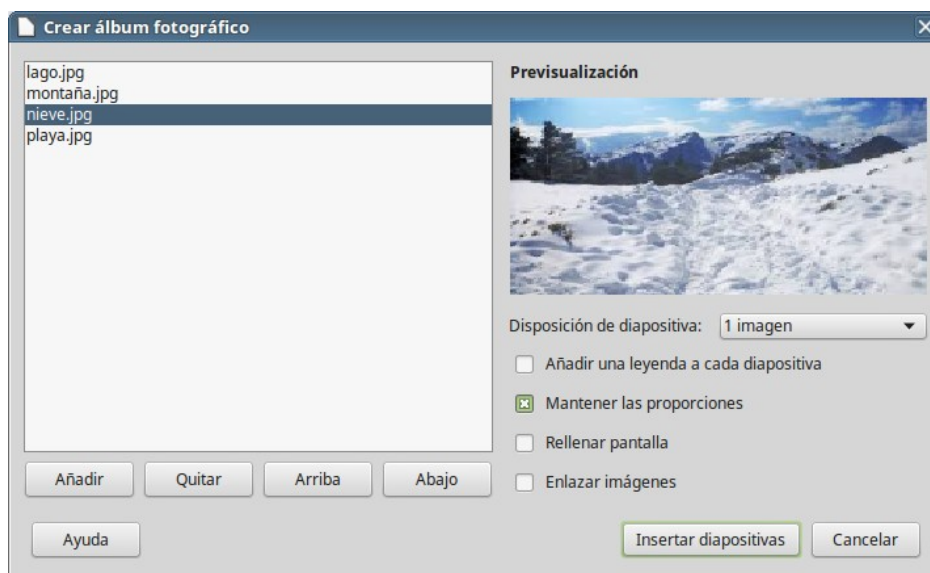 Crear álbum fotográfico
lago.jpg
montaña.jpg
nieve.jpg
playa.jpg
Previsualización
Disposición de diapositiva: 1 imagen
Añadir una leyenda a cada diapositiva
Mantener las proporciones
Rellenar pantalla
Enlazar imágenes
Añadir Quitar Arriba Abajo
Ayuda Insertar diapositivas Cancelar